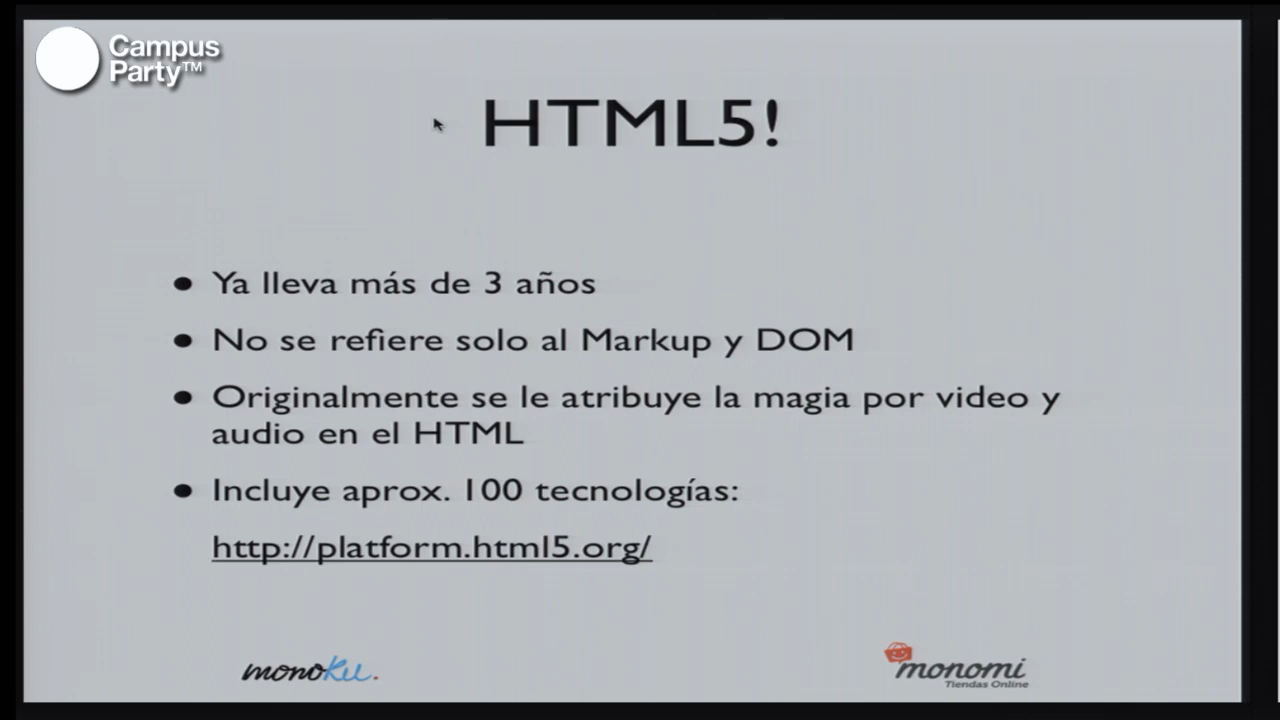 Campus
Party™
HTML5!
• Ya lleva más de 3 años
• No se refiere solo al Markup y DOM
• Originalmente se le atribuye la magia por video y
audio en el HTML
• Incluye aprox. 100 tecnologías:
http://platform.html5.org/
monoku.
monomi
Tiendas Online